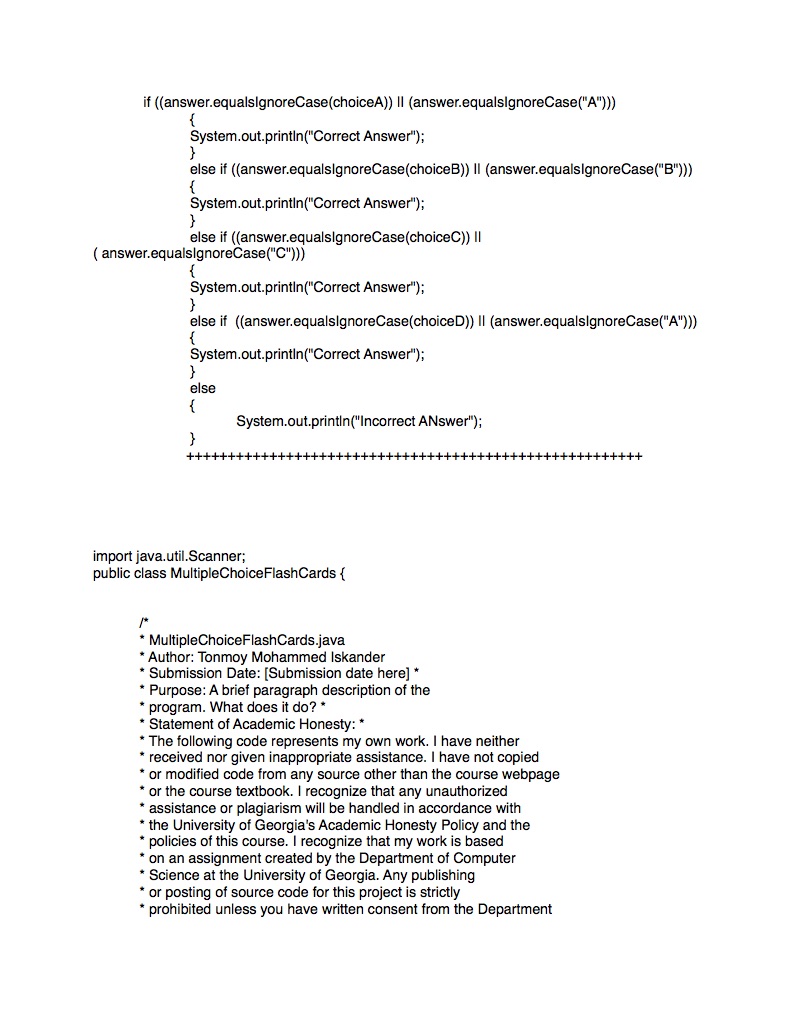 if ((answer.equalsIgnoreCase(choiceA)) || (answer.equalsIgnoreCase("A")))
{
System.out.println("Correct Answer");
}
else if ((answer.equalsIgnoreCase(choiceB)) || (answer.equalsIgnoreCase("B")))
{
System.out.println("Correct Answer");
}
else if ((answer.equalsIgnoreCase(choiceC)) ||
( answer.equalsIgnoreCase("C")))
{
System.out.println("Correct Answer");
}
else if  ((answer.equalsIgnoreCase(choiceD)) || (answer.equalsIgnoreCase("A")))
{
System.out.println("Correct Answer");
}
else
{
System.out.println("Incorrect ANswer");
}
+++++++++++++++++++++++++++++++++++++++++++++++++++++++
import java.util.Scanner;
public class MultipleChoiceFlashCards {
/*
* MultipleChoiceFlashCards.java
* Author: Tonmoy Mohammed Iskander
* Submission Date: [Submission date here] *
* Purpose: A brief paragraph description of the
* program. What does it do? *
* Statement of Academic Honesty: *
* The following code represents my own work. I have neither
* received nor given inappropriate assistance. I have not copied
* or modified code from any source other than the course webpage
* or the course textbook. I recognize that any unauthorized
* assistance or plagiarism will be handled in accordance with
* the University of Georgia's Academic Honesty Policy and the
* policies of this course. I recognize that my work is based
* on an assignment created by the Department of Computer
* Science at the University of Georgia. Any publishing
* or posting of source code for this project is strictly
* prohibited unless you have written consent from the Department